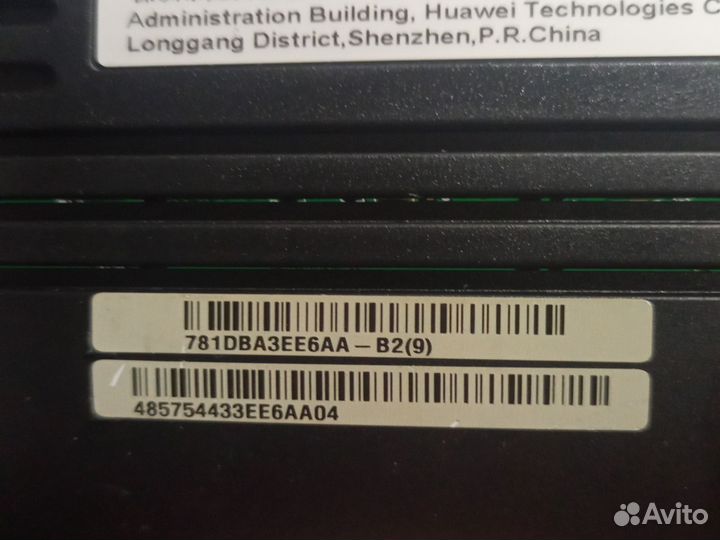 Administration Building, Huawei Technologies C
Longgang District,Shenzhen,P.R.China
781DBA3EE6AA – B2(9)
485754433EE6AA04
Avito